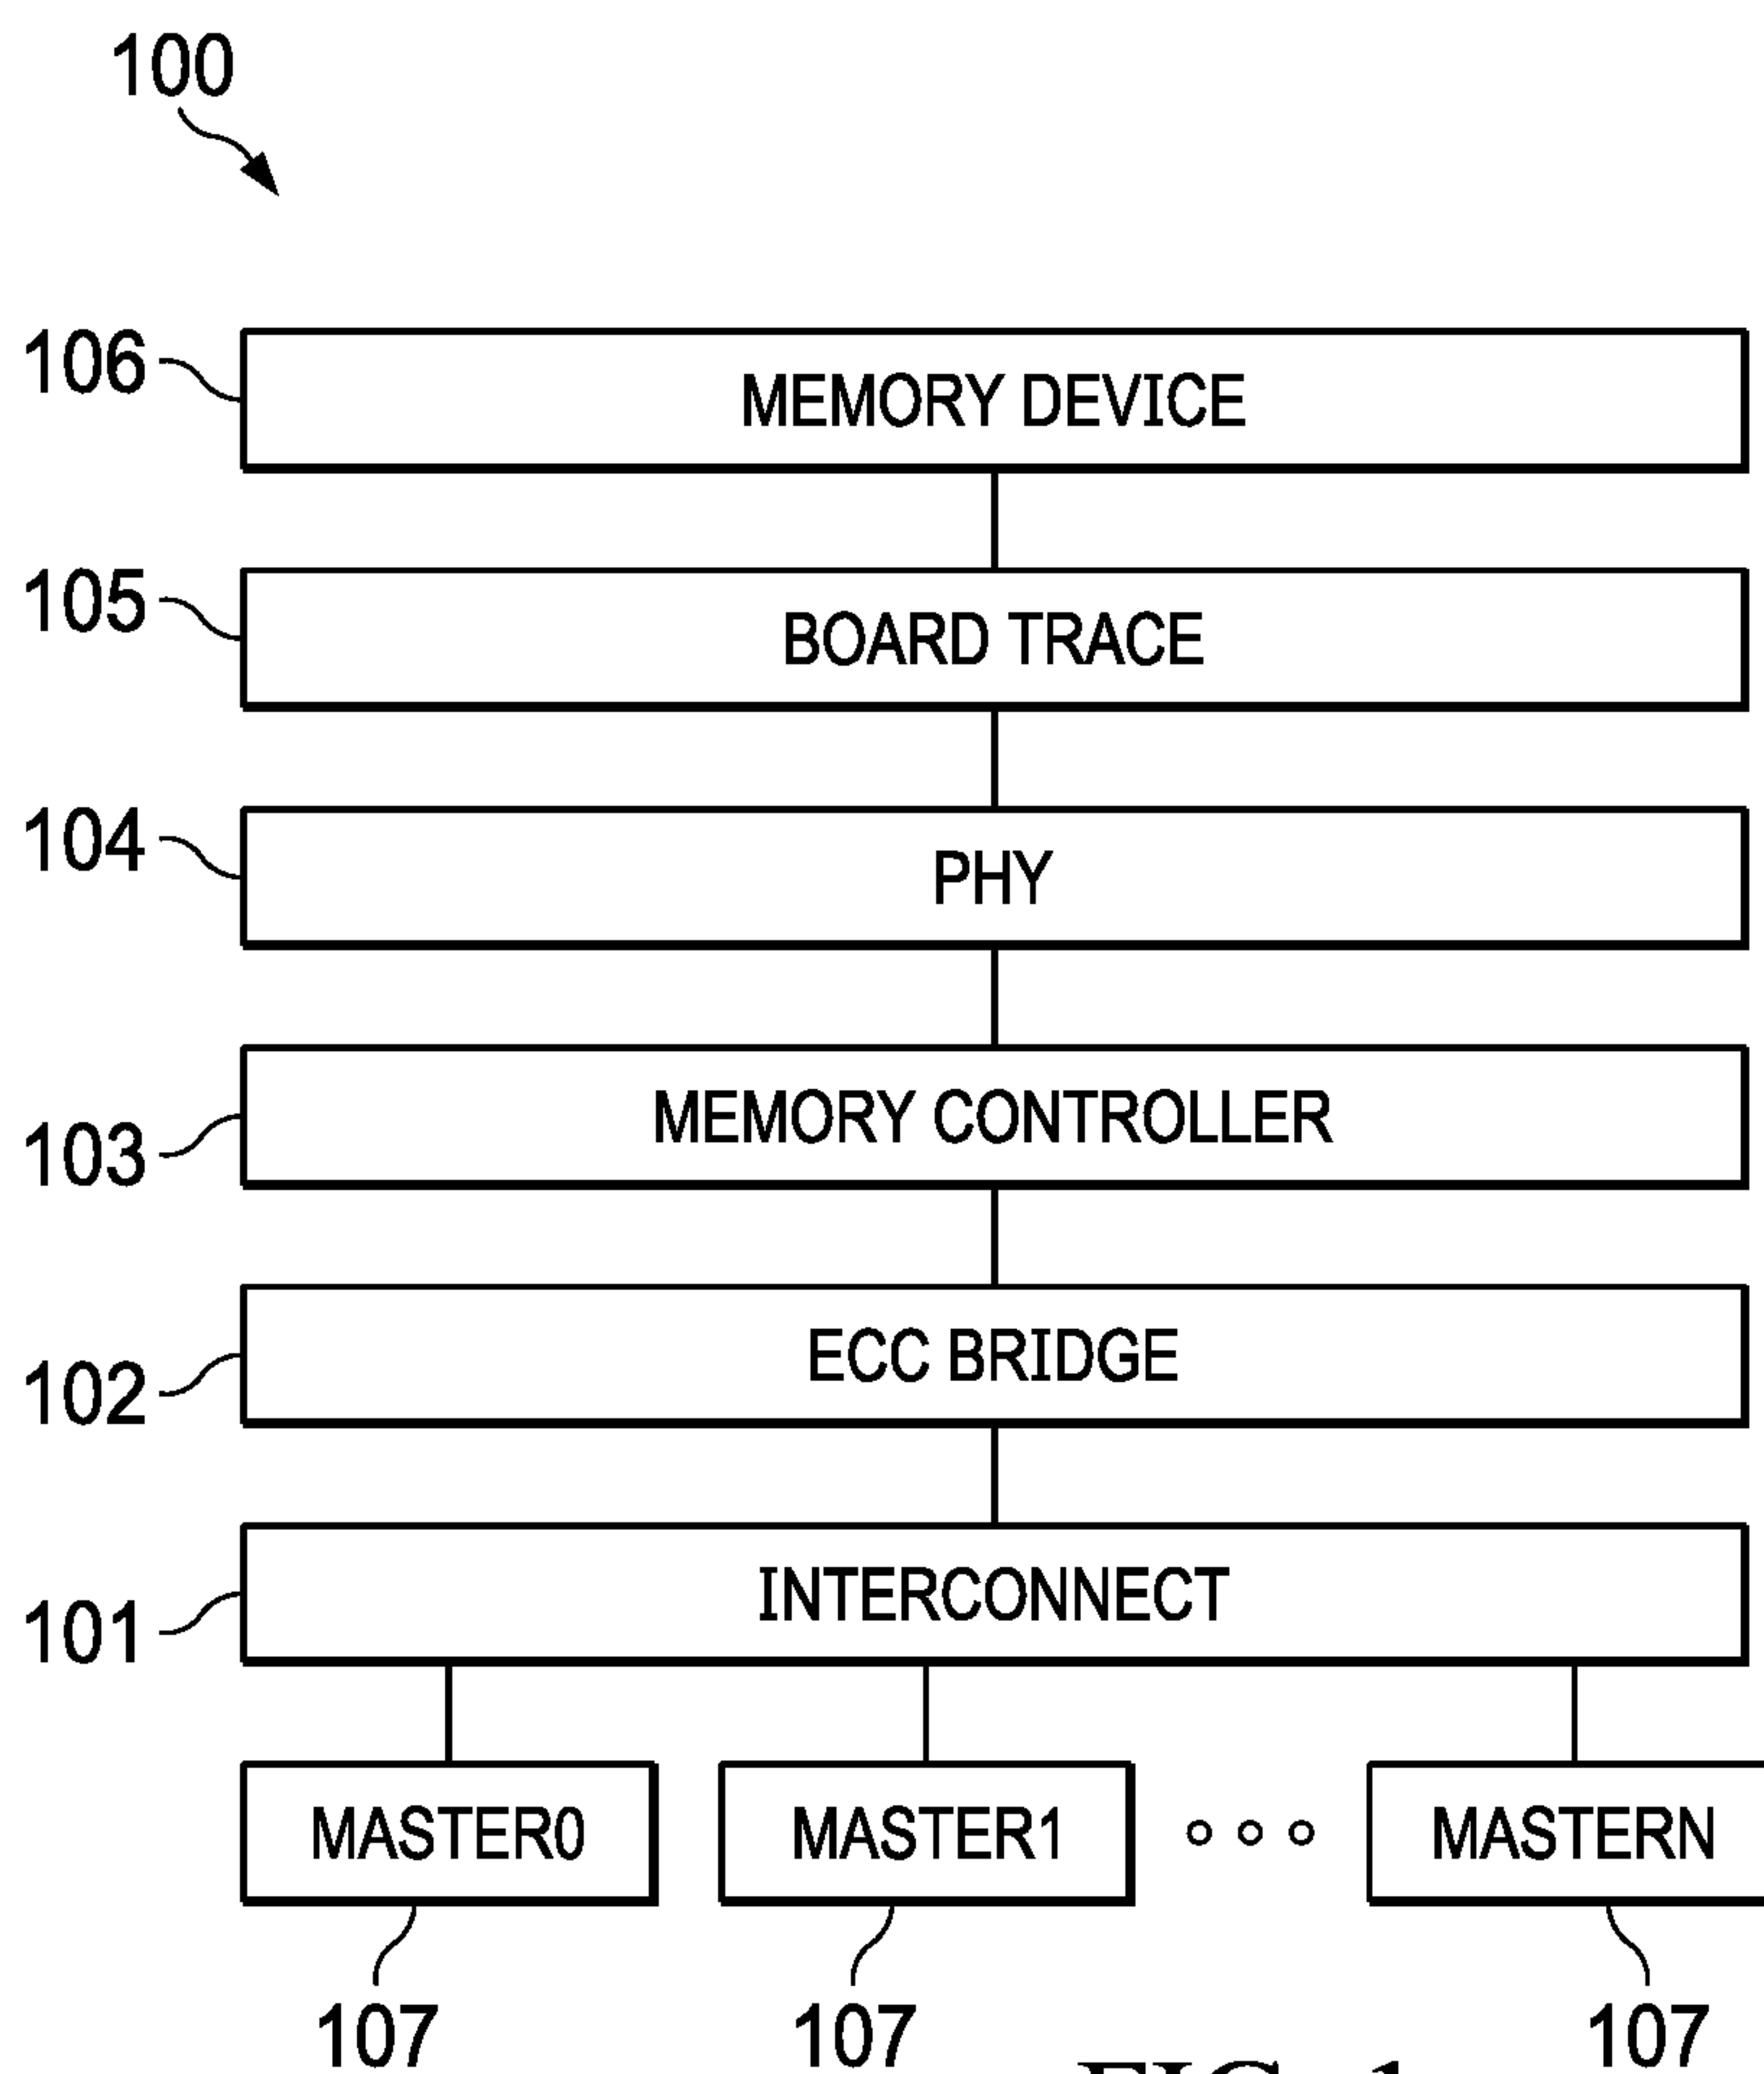 100
106 MEMORY DEVICE
105 BOARD TRACE
104 PHY
103 MEMORY CONTROLLER
102 ECC BRIDGE
101 INTERCONNECT
MASTER0 MASTER1 MASTERN
107 107 107